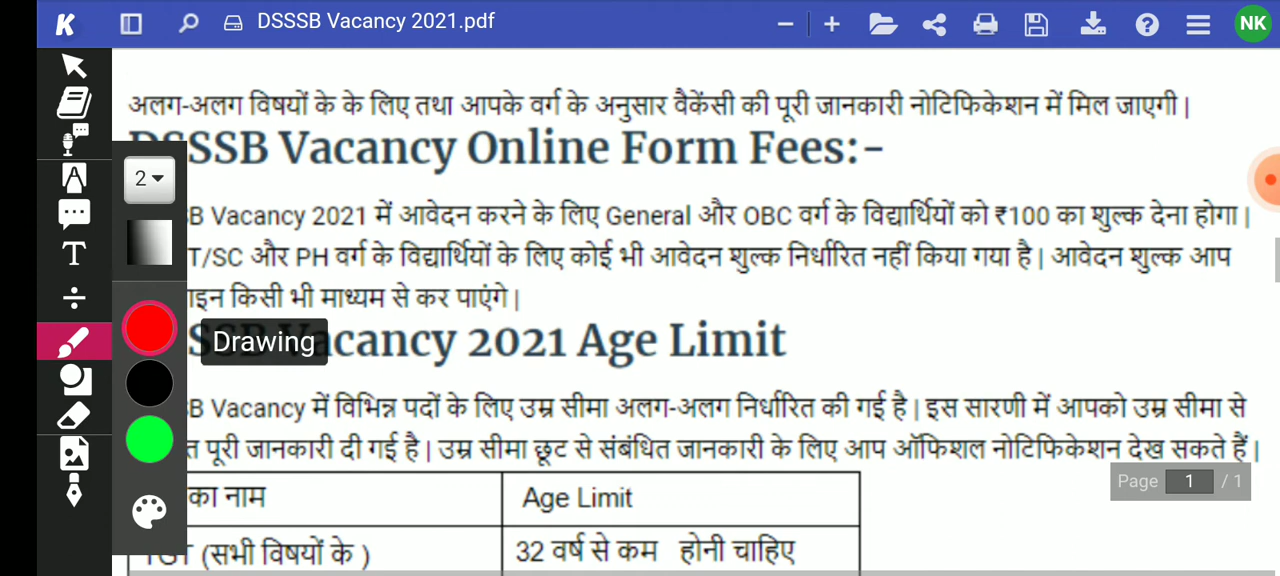 K
DSSSB Vacancy 2021.pdf
NK
अलग-अलग विषयों के के लिए तथा आपके वर्ग के अनुसार वैकेंसी की पूरी जानकारी नोटिफिकेशन में मिल जाएगी |
DSSSB Vacancy Online Form Fees:-
2
B Vacancy 2021 में आवेदन करने के लिए General और OBC वर्ग के विद्यार्थियों को ₹100 का शुल्क देना होगा |
T/SC और PH वर्ग के विद्यार्थियों के लिए कोई भी आवेदन शुल्क निर्धारित नहीं किया गया है | आवेदन शुल्क आप
इन किसी भी माध्यम से कर पाएंगे |
SSB Vacancy 2021 Age Limit
Drawing
B Vacancy में विभिन्न पदों के लिए उम्र सीमा अलग-अलग निर्धारित की गई है | इस सारणी में आपको उम्र सीमा से
त पूरी जानकारी दी गई है | उम्र सीमा छूट से संबंधित जानकारी के लिए आप ऑफिशल नोटिफिकेशन देख सकते हैं |
Page 1 / 1
का नाम Age Limit
TGT (सभी विषयों के ) 32 वर्ष से कम होनी चाहिए